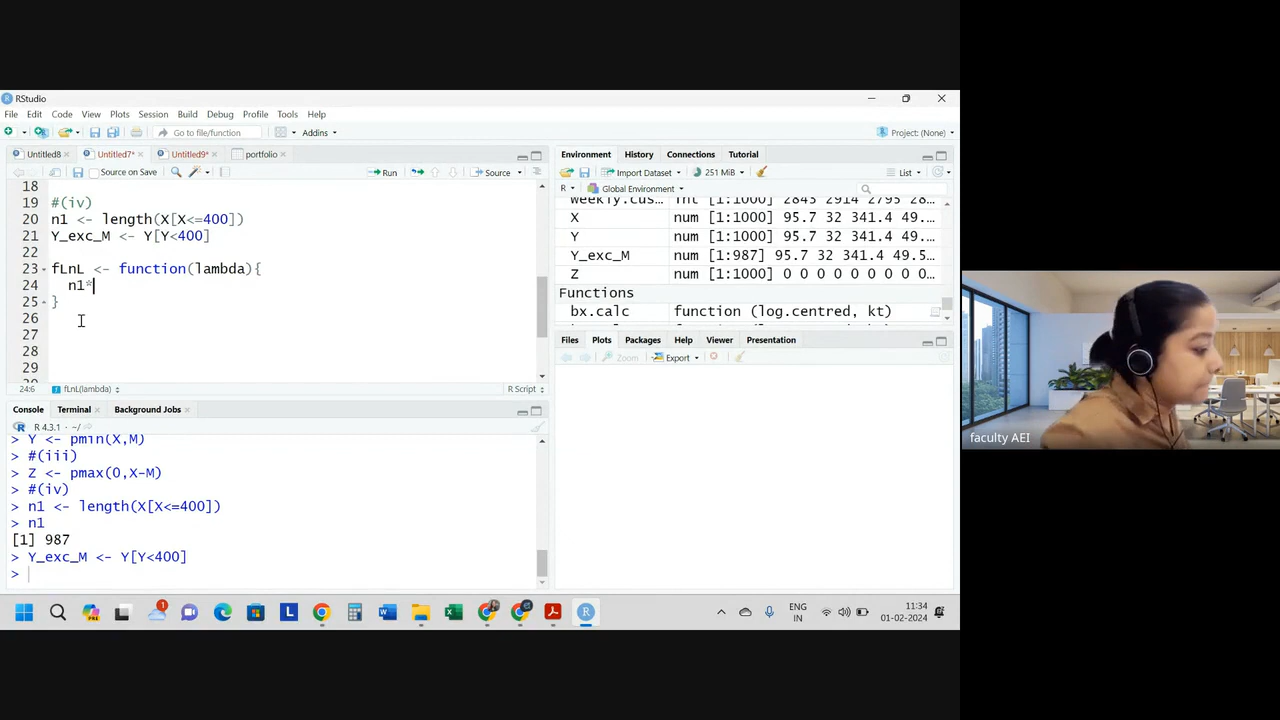 RStudio
File Edit Code View Plots Session Build Debug Profile Tools Help
Go to file/function Addins Project: (None)
Untitled8 Untitled7* Untitled9* portfolio
Source on Save Run Source
18
19 #(iv)
20 n1 <- length(X[X<=400])
21 Y_exc_M <- Y[Y<400]
22
23 fLnL <- function(lambda){
24 n1*
25 }
26
27
28
29
24:6 fLnL(lambda) R Script
Console Terminal Background Jobs
R 4.3.1 · ~/
> Y <- pmin(X,M)
> #(iii)
> Z <- pmax(0,X-M)
> #(iv)
> n1 <- length(X[X<=400])
> n1
[1] 987
> Y_exc_M <- Y[Y<400]
>
Environment History Connections Tutorial
Import Dataset 251 MiB List
R Global Environment
weekly.cus… int [1:1000] 2843 2914 2795 28…
X num [1:1000] 95.7 32 341.4 49.…
Y num [1:1000] 95.7 32 341.4 49.…
Y_exc_M num [1:987] 95.7 32 341.4 49.5…
Z num [1:1000] 0 0 0 0 0 0 0 0 0…
Functions
bx.calc function (log.centred, kt)
Files Plots Packages Help Viewer Presentation
Zoom Export
faculty AEI
1
PRE
L
ENG
IN
11:34
01-02-2024